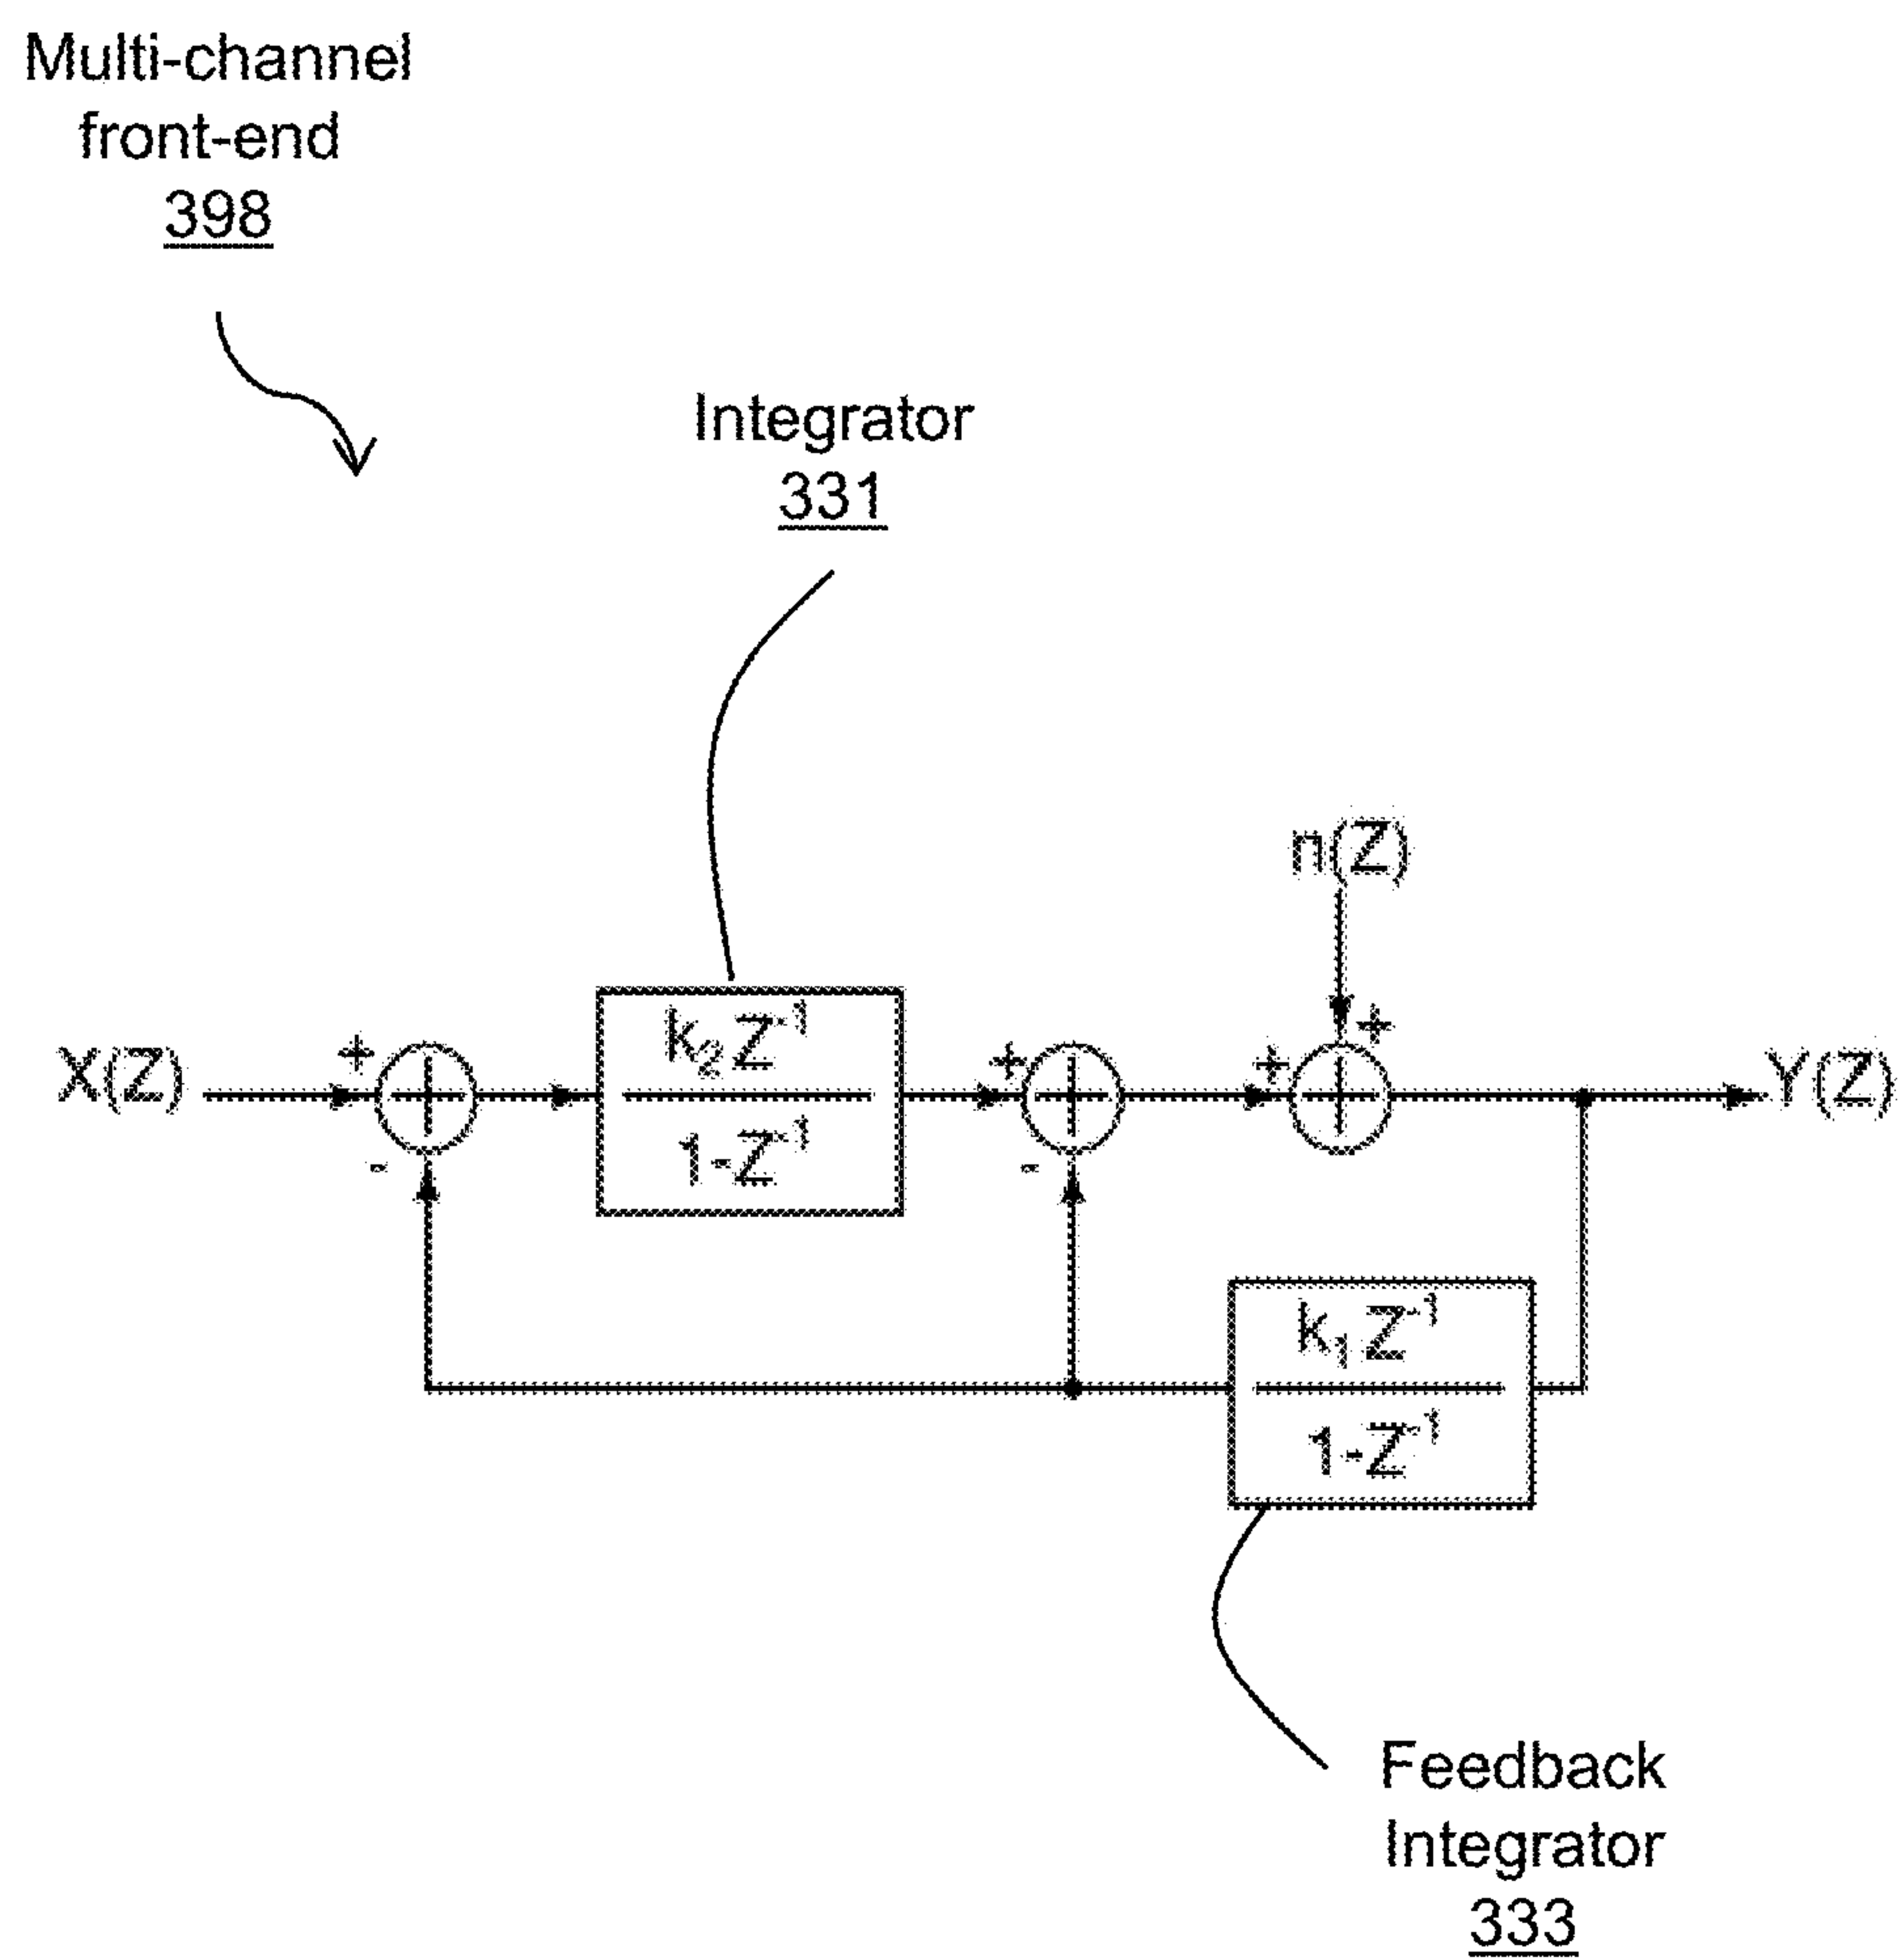 Multi-channel
front-end
398
Integrator
331
n(Z)
+
k₂Z⁻¹
1-Z⁻¹
X(Z)
+
-
+
-
+
Y(Z)
k₁Z⁻¹
1-Z⁻¹
Feedback
Integrator
333